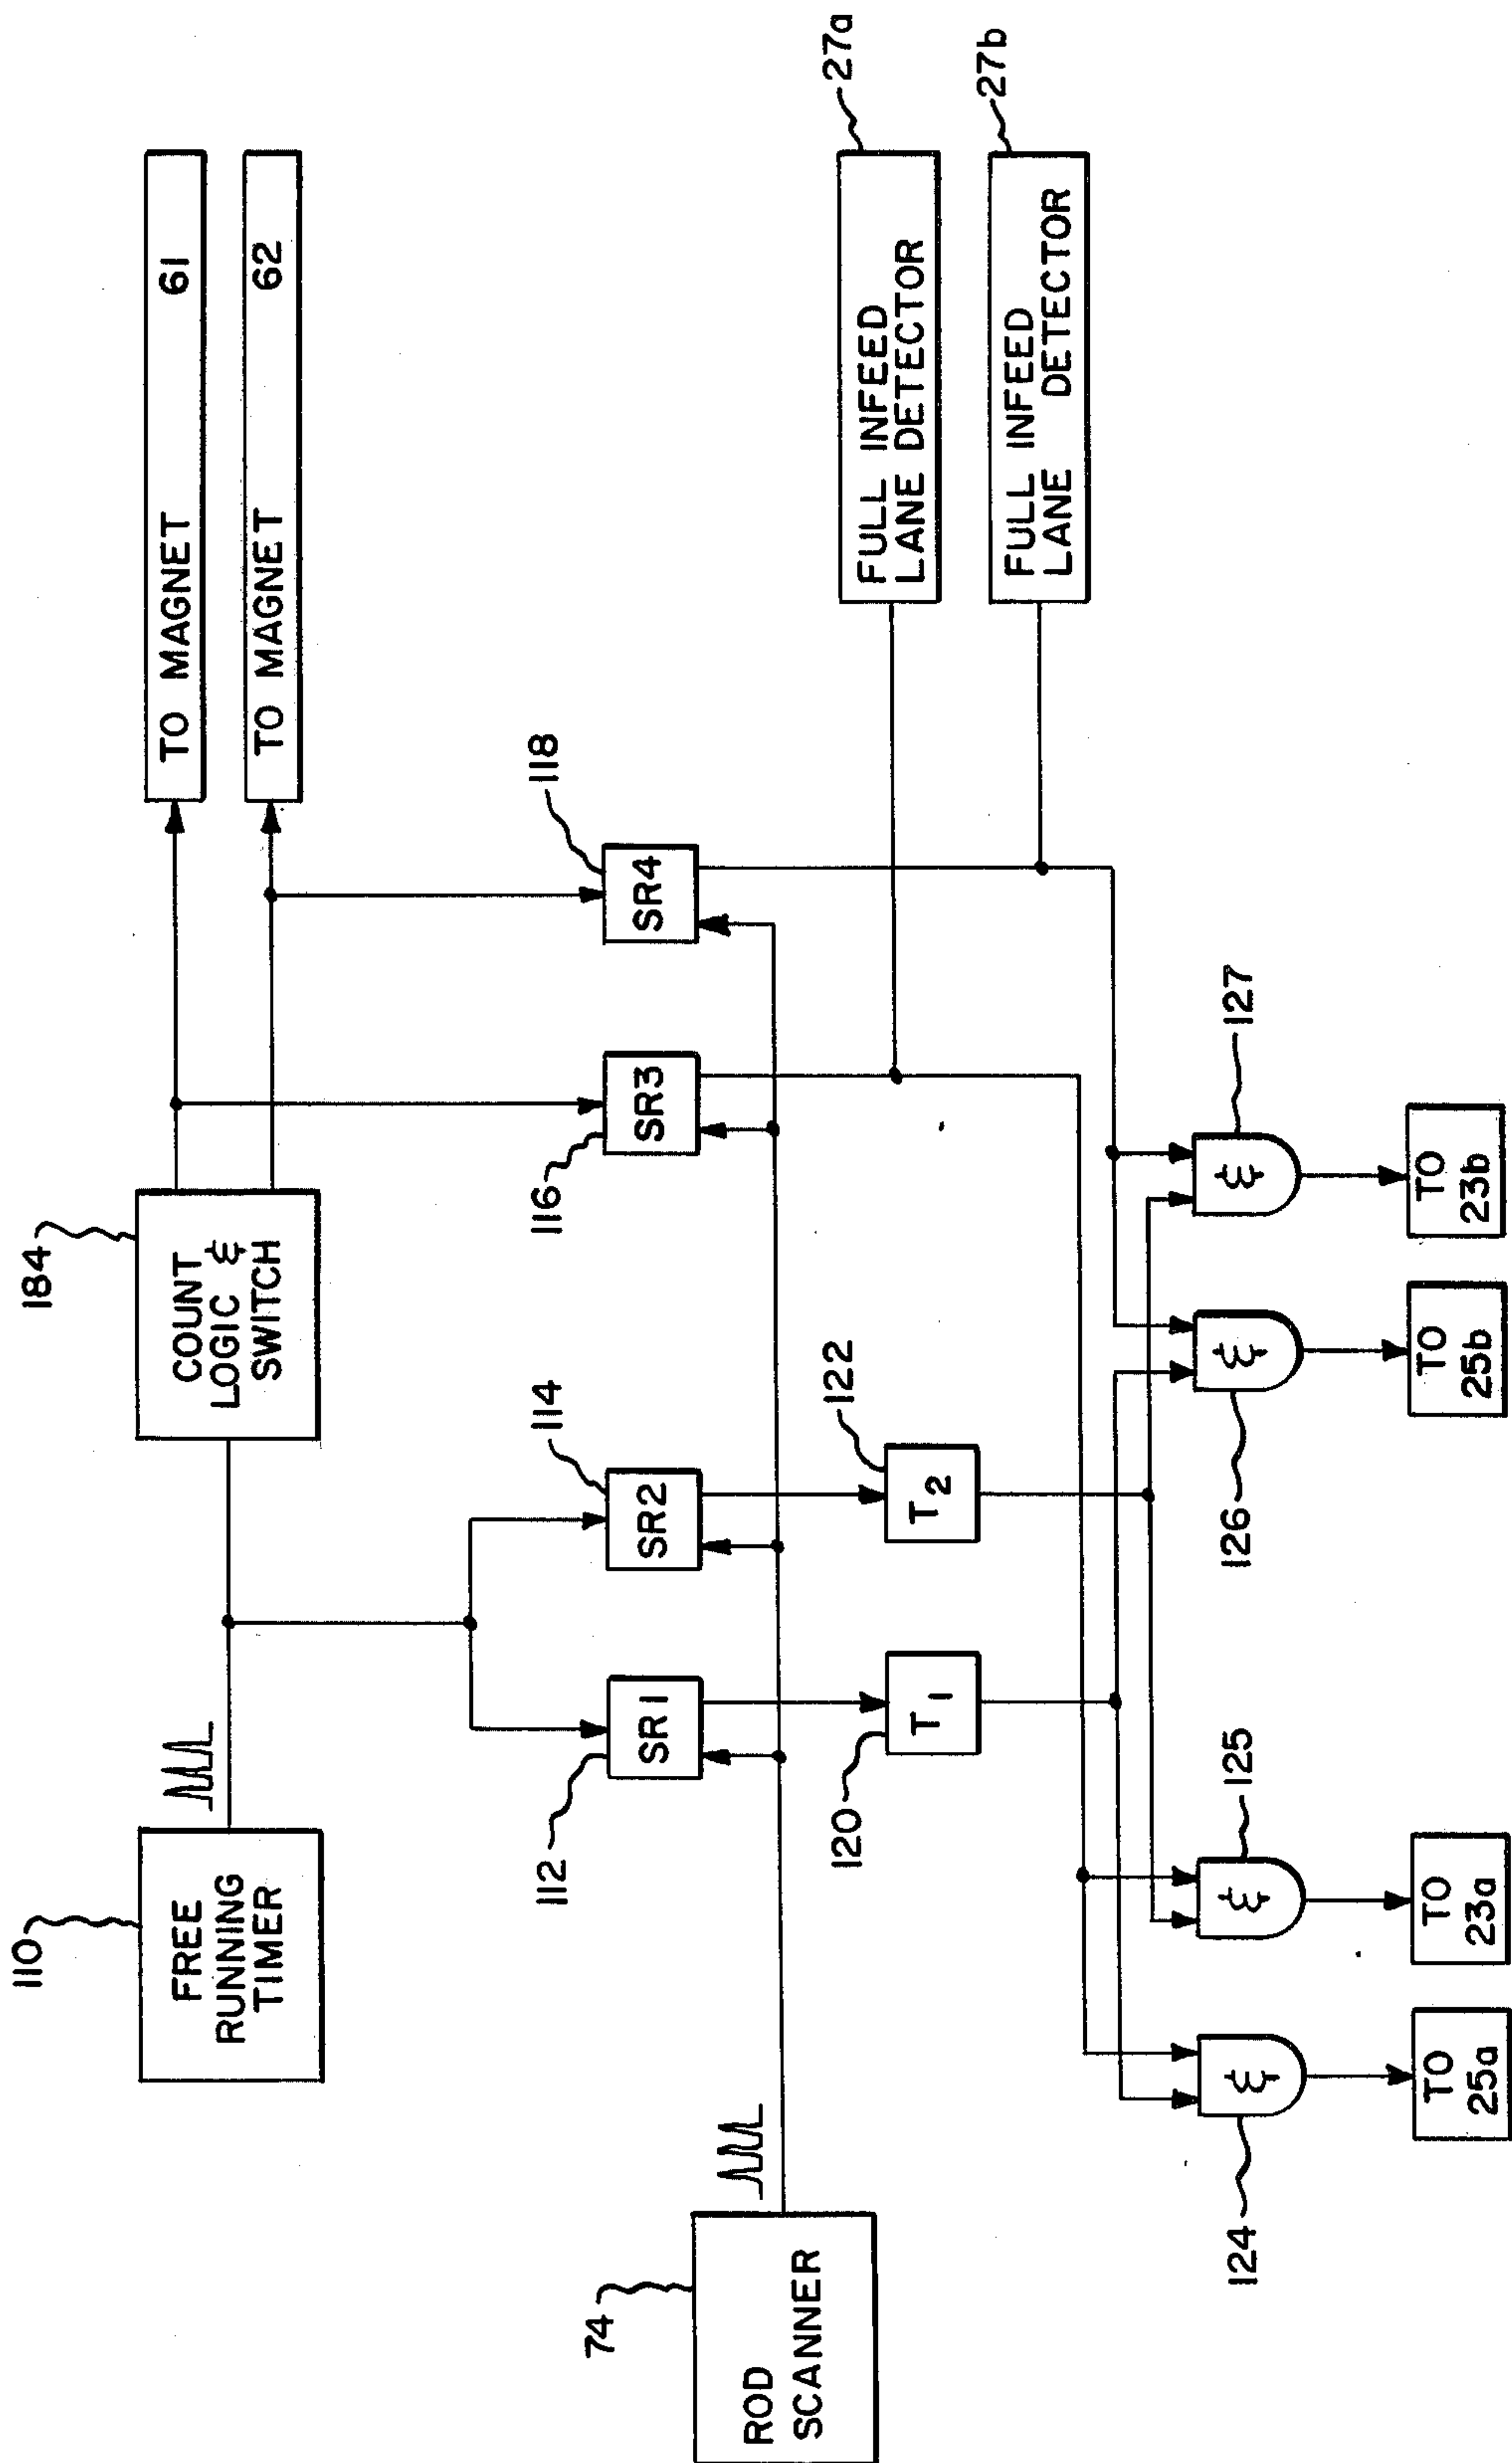 110
FREE
RUNNING
TIMER
184
COUNT
LOGIC &
SWITCH
TO MAGNET 61
TO MAGNET 62
112
SR1
114
SR2
116
SR3
118
SR4
74
ROD
SCANNER
120
T1
122
T2
FULL INFEED
LANE DETECTOR
27a
FULL INFEED
LANE DETECTOR
27b
124
&
125
&
126
&
127
&
TO
25a
TO
23a
TO
25b
TO
23b